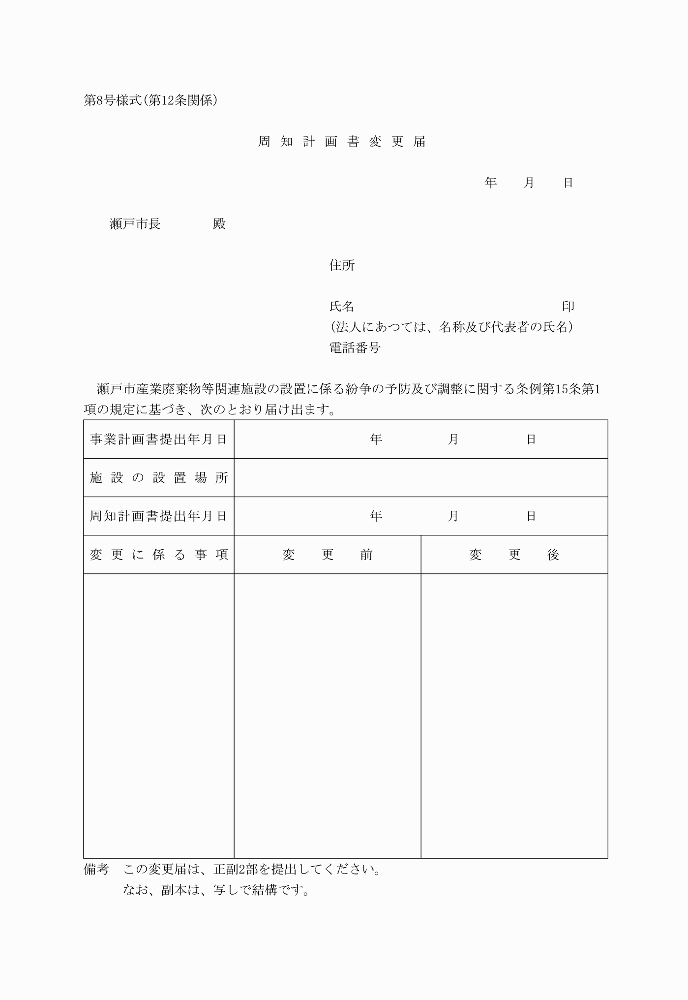 第8号様式(第12条関係)
周知計画書変更届
年　　月　　日
瀬戸市長　　　　殿
住所
氏名　　　　　　　　　　　　　　　　印
(法人にあつては、名称及び代表者の氏名)
電話番号
瀬戸市産業廃棄物等関連施設の設置に係る紛争の予防及び調整に関する条例第15条第1
項の規定に基づき、次のとおり届け出ます。
事業計画書提出年月日　　年　　月　　日
施設の設置場所
周知計画書提出年月日　　年　　月　　日
変更に係る事項　　変更前　　変更後
備考　この変更届は、正副2部を提出してください。
なお、副本は、写しで結構です。